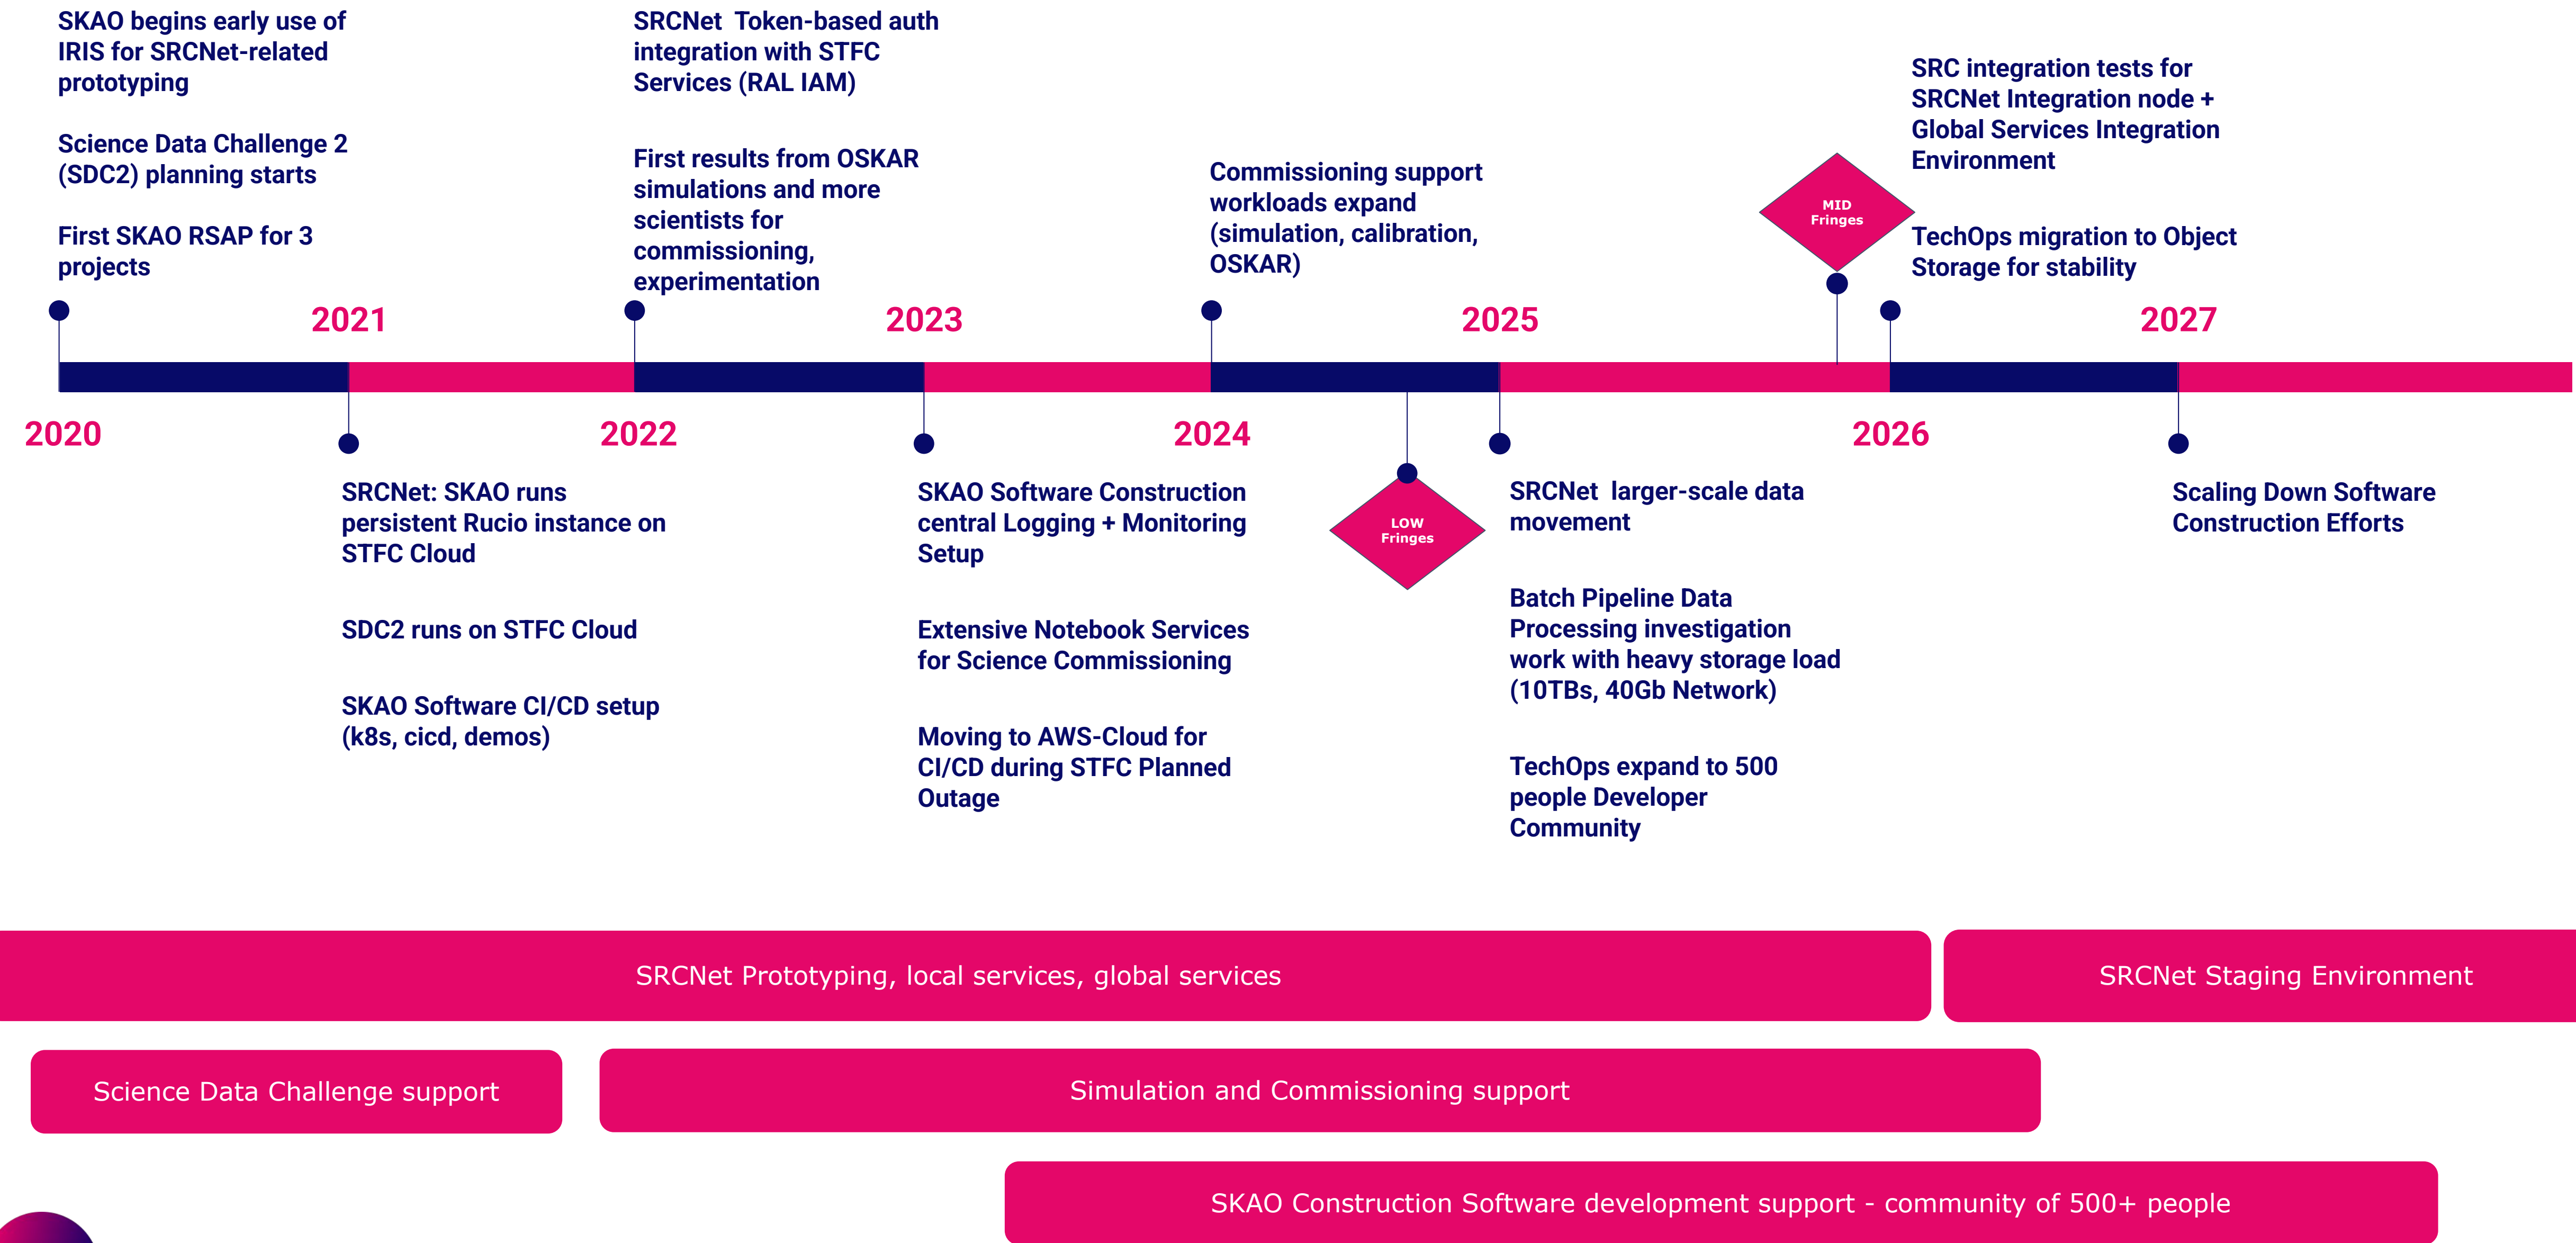 SKAO begins early use of
IRIS for SRCNet-related
prototyping
Science Data Challenge 2
(SDC2) planning starts
First SKAO RSAP for 3
projects
SRCNet  Token-based auth
integration with STFC
Services (RAL IAM)
First results from OSKAR
simulations and more
scientists for
commissioning,
experimentation
Commissioning support
workloads expand
(simulation, calibration,
OSKAR)
MID
Fringes
SRC integration tests for
SRCNet Integration node +
Global Services Integration
Environment
TechOps migration to Object
Storage for stability
2021
2023
2025
2027
2020
2022
2024
2026
SRCNet: SKAO runs
persistent Rucio instance on
STFC Cloud
SDC2 runs on STFC Cloud
SKAO Software CI/CD setup
(k8s, cicd, demos)
SKAO Software Construction
central Logging + Monitoring
Setup
Extensive Notebook Services
for Science Commissioning
Moving to AWS-Cloud for
CI/CD during STFC Planned
Outage
LOW
Fringes
SRCNet  larger-scale data
movement
Batch Pipeline Data
Processing investigation
work with heavy storage load
(10TBs, 40Gb Network)
TechOps expand to 500
people Developer
Community
Scaling Down Software
Construction Efforts
SRCNet Prototyping, local services, global services
SRCNet Staging Environment
Science Data Challenge support
Simulation and Commissioning support
SKAO Construction Software development support - community of 500+ people